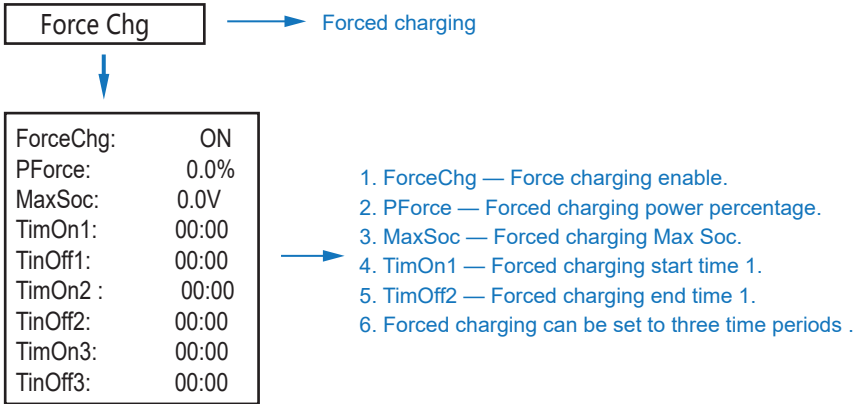 Force Chg
Forced charging
ForceChg: ON
PForce: 0.0%
MaxSoc: 0.0V
TimOn1: 00:00
TinOff1: 00:00
TimOn2 : 00:00
TinOff2: 00:00
TimOn3: 00:00
TinOff3: 00:00
1. ForceChg — Force charging enable.
2. PForce — Forced charging power percentage.
3. MaxSoc — Forced charging Max Soc.
4. TimOn1 — Forced charging start time 1.
5. TimOff2 — Forced charging end time 1.
6. Forced charging can be set to three time periods .